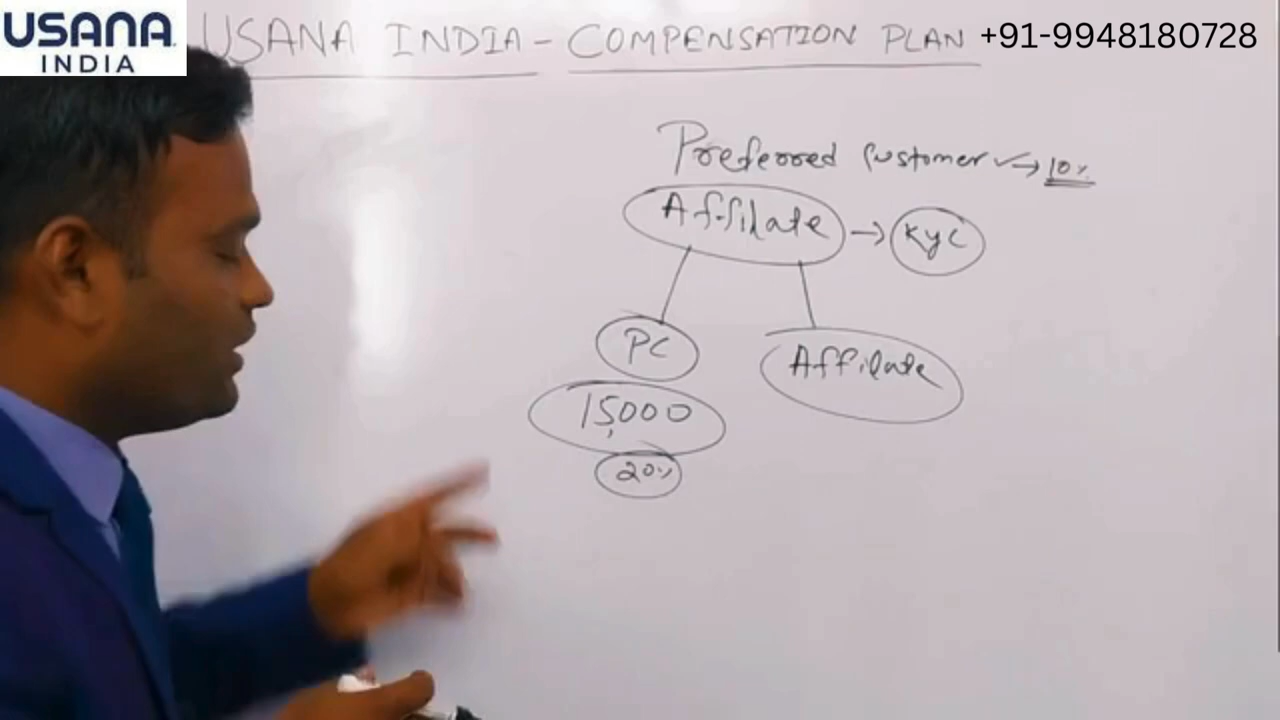 USANA
INDIA
USANA INDIA - COMPENSATION PLAN
+91-9948180728
Preferred Customer ✓ → 10%
Affilate → KYC
PC
Affilate
15,000
20%